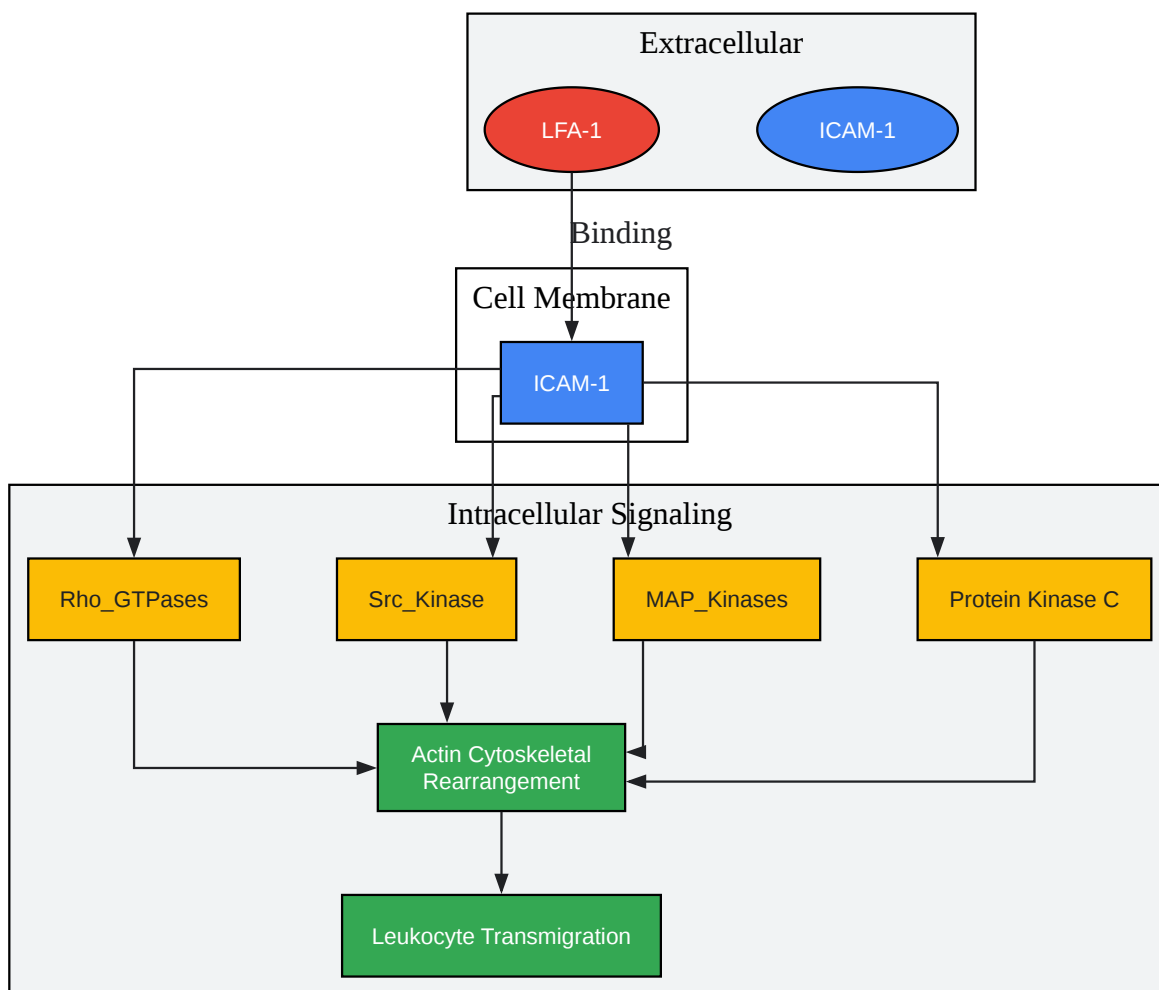 Extracellular
LFA-1
ICAM-1
Binding
Cell Membrane
ICAM-1
Intracellular Signaling
Rho_GTPases
Src_Kinase
MAP_Kinases
Protein Kinase C
Actin Cytoskeletal
Rearrangement
Leukocyte Transmigration